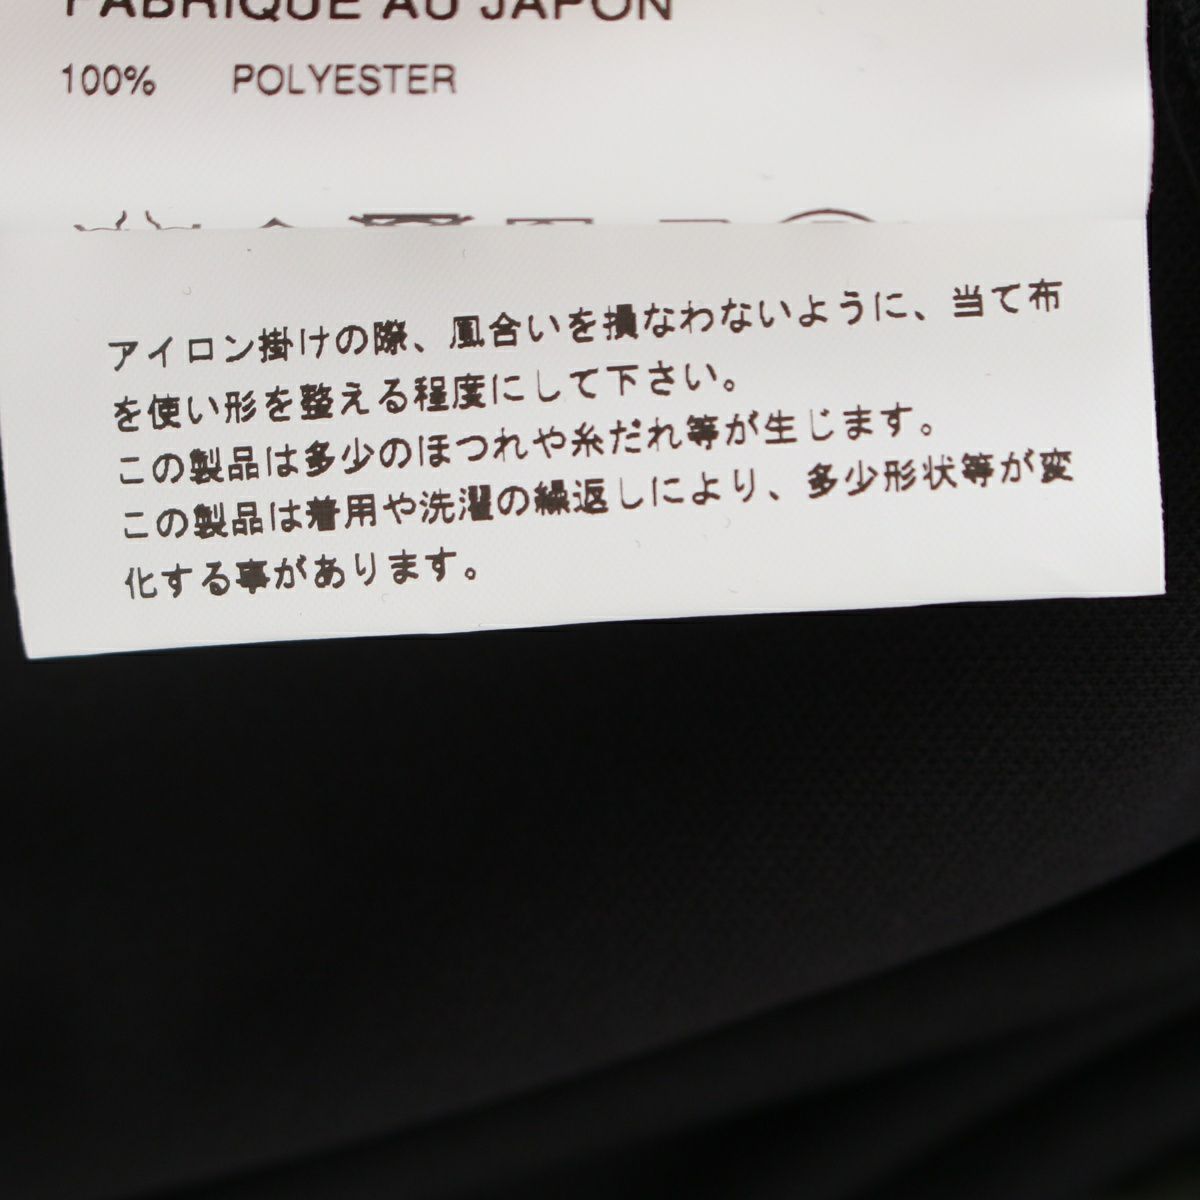 FABRIQUE AU JAPON
100% POLYESTER
アイロン掛けの際、風合いを損なわないように、当て布
を使い形を整える程度にして下さい。
この製品は多少のほつれや糸だれ等が生じます。
この製品は着用や洗濯の繰返しにより、多少形状等が変
化する事があります。